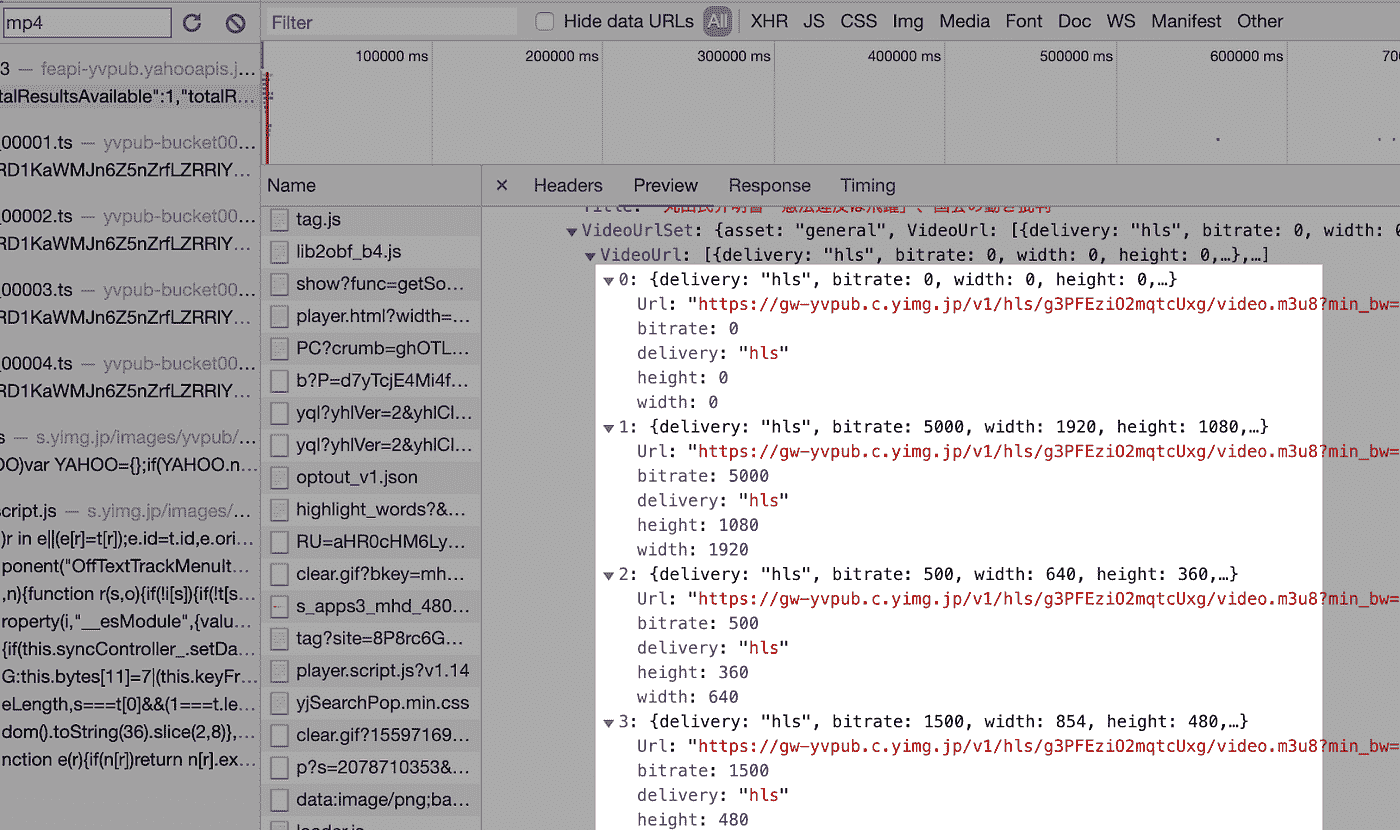 mp4
Filter
Hide data URLs All XHR JS CSS Img Media Font Doc WS Manifest Other
100000 ms 200000 ms 300000 ms 400000 ms 500000 ms 600000 ms 70
3 — feapi-yvpub.yahooapis.j…
talResultsAvailable":1,"totalR…
_00001.ts — yvpub-bucket00…
RD1KaWMJn6Z5nZrfLZRRlY…
_00002.ts — yvpub-bucket00…
RD1KaWMJn6Z5nZrfLZRRlY…
_00003.ts — yvpub-bucket00…
RD1KaWMJn6Z5nZrfLZRRlY…
_00004.ts — yvpub-bucket00…
RD1KaWMJn6Z5nZrfLZRRlY…
s — s.yimg.jp/images/yvpub/…
OO)var YAHOO={};if(YAHOO.n…
script.js — s.yimg.jp/images/…
)r in e||(e[r]=t[r]);e.id=t.id,e.ori…
ponent("OffTextTrackMenuIt…
,n){function r(s,o){if(!i[s]){if(!t[s…
roperty(i,"__esModule",{valu…
{if(this.syncController_.setDa…
G:this.bytes[11]=7|(this.keyFr…
eLength,s===t[0]&&(1===t.le…
dom().toString(36).slice(2,8)},…
nction e(r){if(n[r])return n[r].ex…
Name
tag.js
lib2obf_b4.js
show?func=getSo…
player.html?width=…
PC?crumb=ghOTL…
b?P=d7yTcjE4Mi4f…
yql?yhlVer=2&yhlCl…
yql?yhlVer=2&yhlCl…
optout_v1.json
highlight_words?&…
RU=aHR0cHM6Ly…
clear.gif?bkey=mh…
s_apps3_mhd_480…
tag?site=8P8rc6G…
player.script.js?v1.14
yjSearchPop.min.css
clear.gif?15597169…
p?s=2078710353&…
data:image/png;ba…
loader.js
× Headers Preview Response Timing
Title:
VideoUrlSet: {asset: "general", VideoUrl: [{delivery: "hls", bitrate: 0, width: 0
VideoUrl: [{delivery: "hls", bitrate: 0, width: 0, height: 0,…},…]
0: {delivery: "hls", bitrate: 0, width: 0, height: 0,…}
Url: "https://gw-yvpub.c.yimg.jp/v1/hls/g3PFEziO2mqtcUxg/video.m3u8?min_bw=
bitrate: 0
delivery: "hls"
height: 0
width: 0
1: {delivery: "hls", bitrate: 5000, width: 1920, height: 1080,…}
Url: "https://gw-yvpub.c.yimg.jp/v1/hls/g3PFEziO2mqtcUxg/video.m3u8?min_bw=
bitrate: 5000
delivery: "hls"
height: 1080
width: 1920
2: {delivery: "hls", bitrate: 500, width: 640, height: 360,…}
Url: "https://gw-yvpub.c.yimg.jp/v1/hls/g3PFEziO2mqtcUxg/video.m3u8?min_bw=
bitrate: 500
delivery: "hls"
height: 360
width: 640
3: {delivery: "hls", bitrate: 1500, width: 854, height: 480,…}
Url: "https://gw-yvpub.c.yimg.jp/v1/hls/g3PFEziO2mqtcUxg/video.m3u8?min_bw=
bitrate: 1500
delivery: "hls"
height: 480